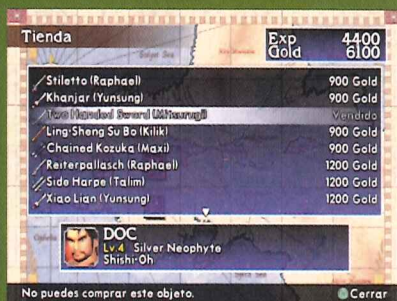 Tienda
Exp 4400
Gold 6100
Stiletto (Raphael) 900 Gold
Khanjar (Yunsung) 900 Gold
Two Handed Sword (Mitsurugi) Vendido
Ling-Sheng Su Bo (Kilik) 900 Gold
Chained Kozuka (Maxi) 900 Gold
Reiterpallasch (Raphael) 1200 Gold
Side Harpe (Talim) 1200 Gold
Xiao Lian (Yunsung) 1200 Gold
DOC
Lv.4 Silver Neophyte
Shishi-Oh
No puedes comprar este objeto.
Cerrar